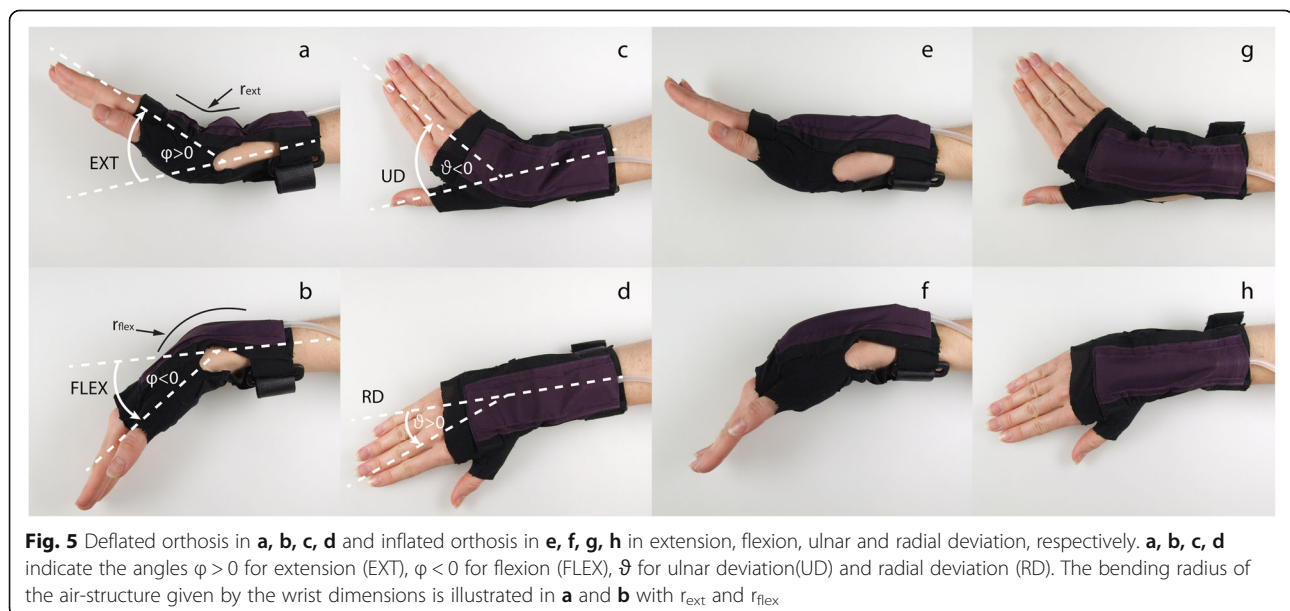 a
c
e
g
r_ext
EXT
φ>0
UD
ϑ<0
b
d
f
h
r_flex
FLEX
φ<0
RD
ϑ>0
Fig. 5 Deflated orthosis in a, b, c, d and inflated orthosis in e, f, g, h in extension, flexion, ulnar and radial deviation, respectively. a, b, c, d
indicate the angles φ > 0 for extension (EXT), φ < 0 for flexion (FLEX), ϑ for ulnar deviation(UD) and radial deviation (RD). The bending radius of
the air-structure given by the wrist dimensions is illustrated in a and b with r_ext and r_flex